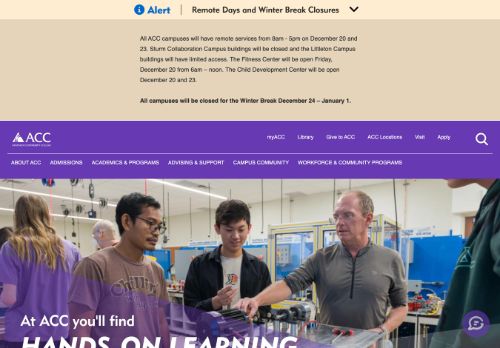 Alert | Remote Days and Winter Break Closures
All ACC campuses will have remote services from 8am - 5pm on December 20 and
23. Sturm Collaboration Campus buildings will be closed and the Littleton Campus
buildings will have limited access. The Fitness Center will be open Friday,
December 20 from 6am – noon. The Child Development Center will be open
December 20 and 23.
All campuses will be closed for the Winter Break December 24 – January 1.
ACC
ARAPAHOE COMMUNITY COLLEGE
myACC Library Give to ACC ACC Locations Visit Apply
ABOUT ACC ADMISSIONS ACADEMICS & PROGRAMS ADVISING & SUPPORT CAMPUS COMMUNITY WORKFORCE & COMMUNITY PROGRAMS
At ACC you'll find
HANDS-ON LEARNING